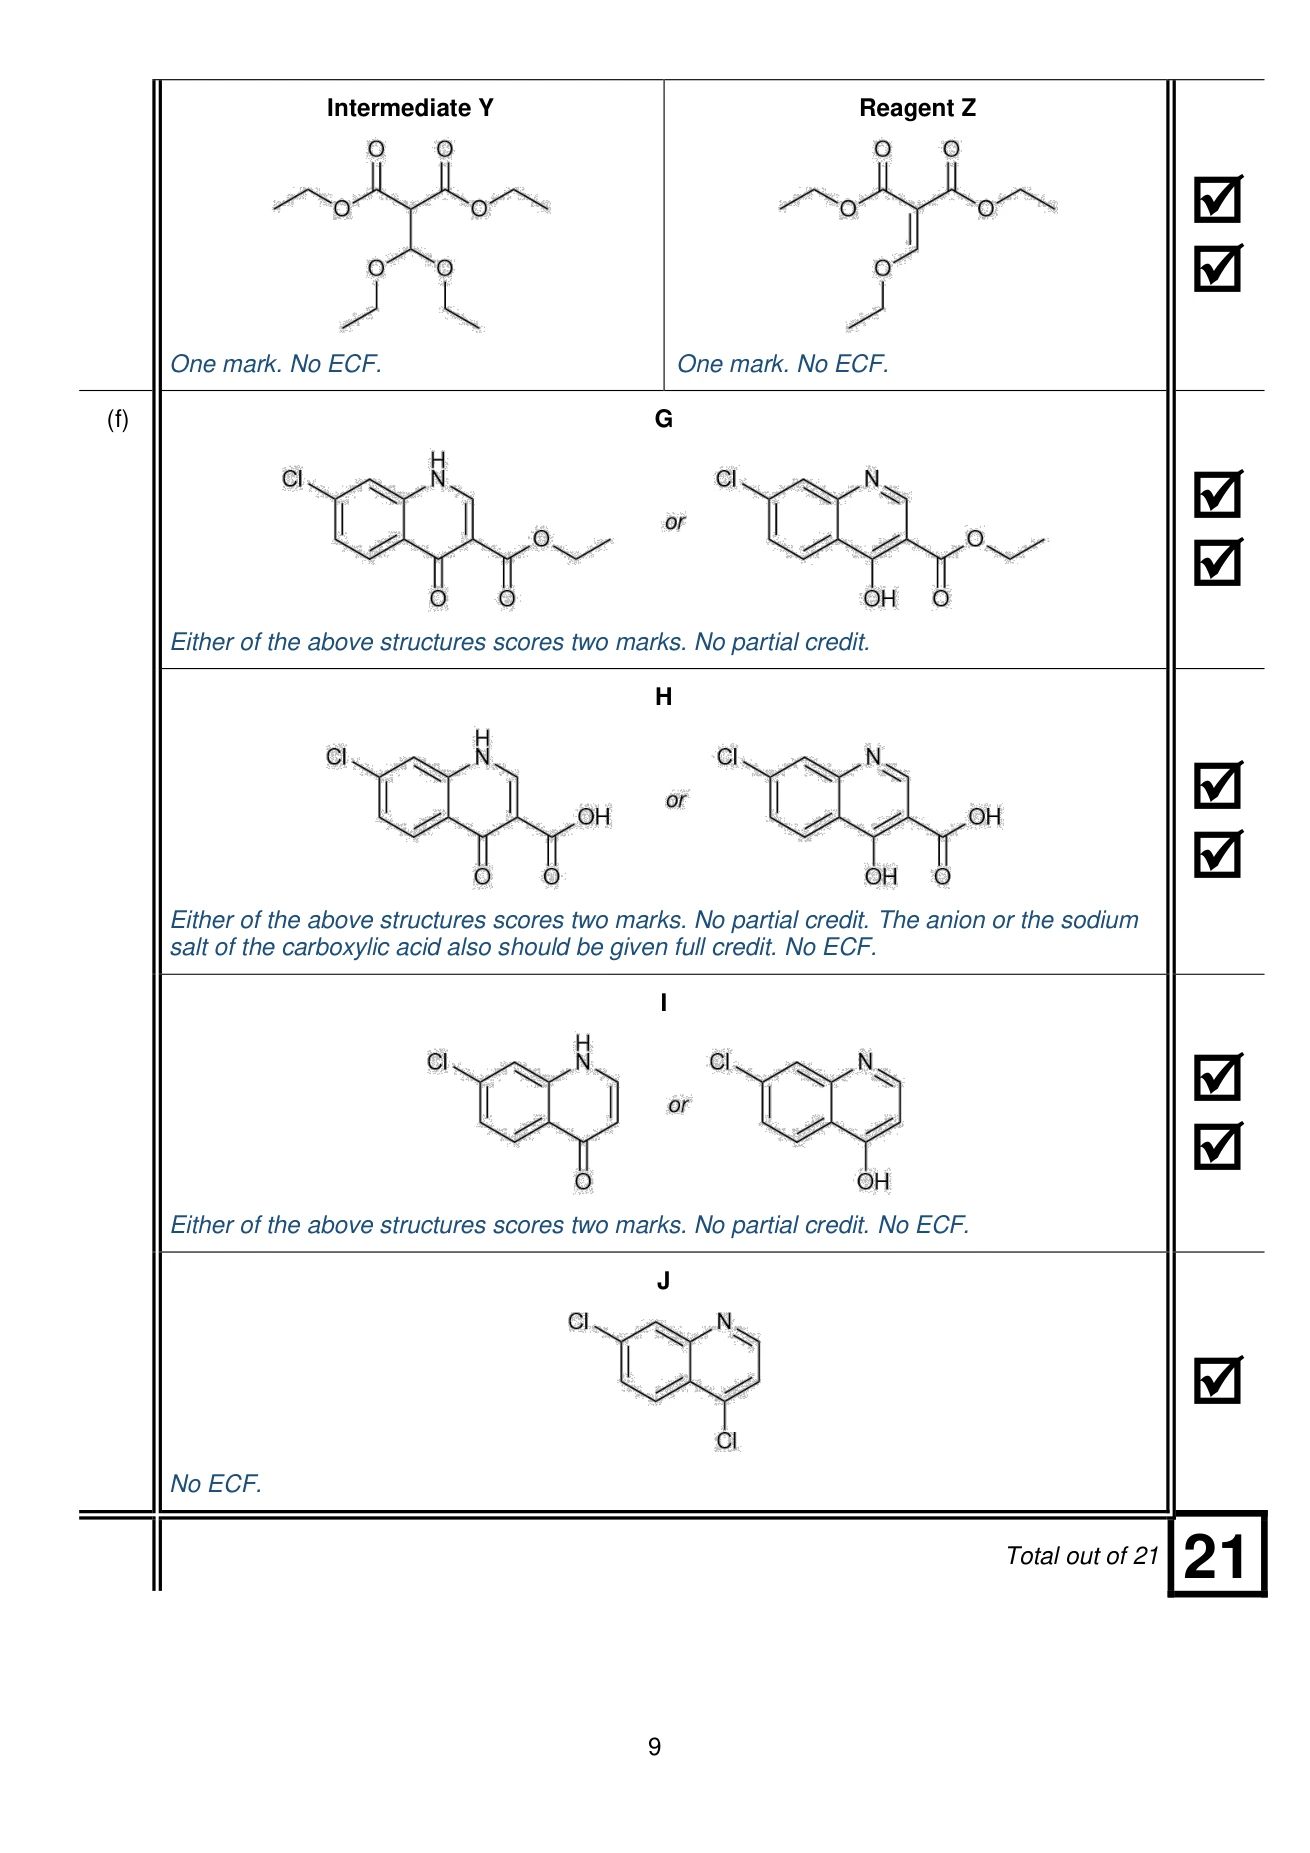 Intermediate Y
Reagent Z
O O
O O
O O
O O
O O
O
One mark. No ECF.
One mark. No ECF.
(f)
G
Cl H N O O O
or
Cl N O OH O
Either of the above structures scores two marks. No partial credit.
H
Cl H N OH O O
or
Cl N OH OH O
Either of the above structures scores two marks. No partial credit. The anion or the sodium
salt of the carboxylic acid also should be given full credit. No ECF.
I
Cl H N O
or
Cl N OH
Either of the above structures scores two marks. No partial credit. No ECF.
J
Cl N
Cl
No ECF.
Total out of 21
21
9